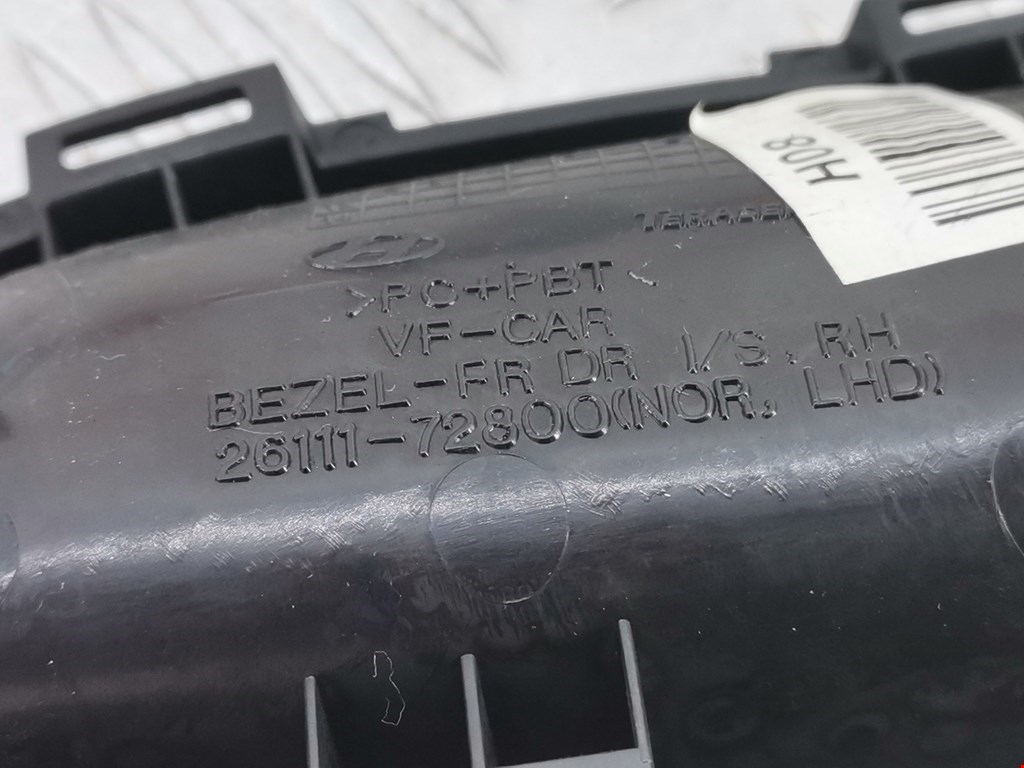 H08
>PC+PBT<
VF-CAR
BEZEL-FR DR I/S, RH
26111-72800(NOR, LHD)